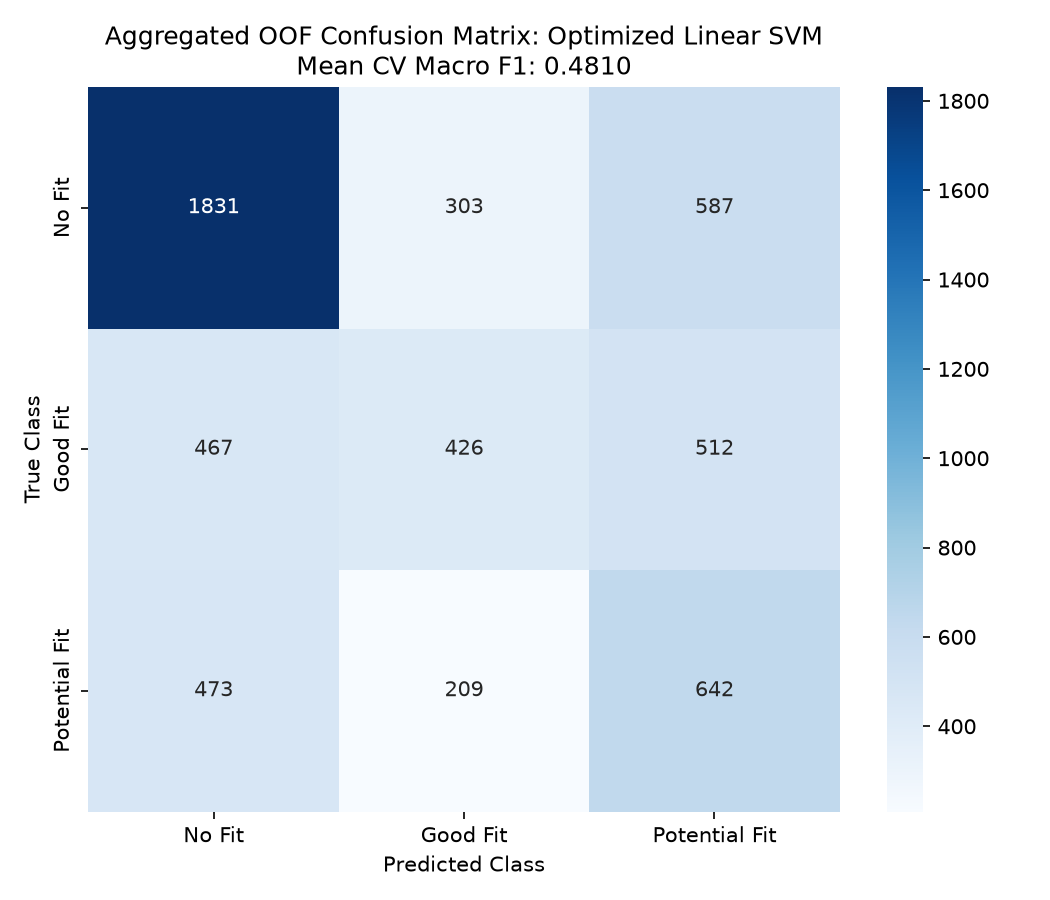 Aggregated OOF Confusion Matrix: Optimized Linear SVM
Mean CV Macro F1: 0.4810
True Class
No Fit
1831
303
587
Good Fit
467
426
512
Potential Fit
473
209
642
No Fit
Good Fit
Potential Fit
Predicted Class
1800
1600
1400
1200
1000
800
600
400